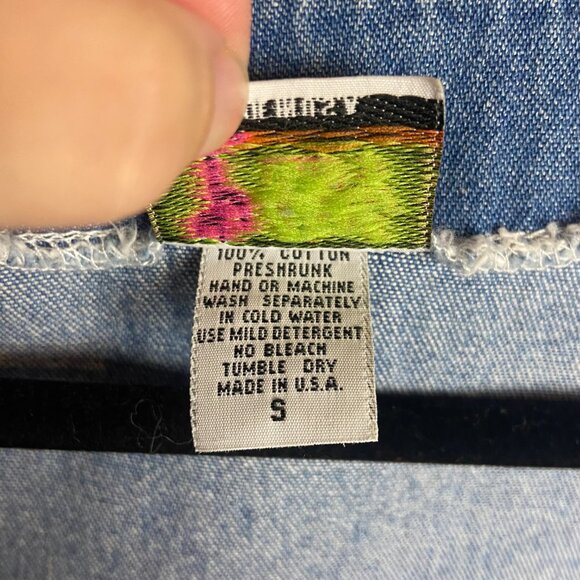 100% COTTON
PRESHRUNK
HAND OR MACHINE
WASH SEPARATELY
IN COLD WATER
USE MILD DETERGENT
NO BLEACH
TUMBLE DRY
MADE IN U.S.A.
S